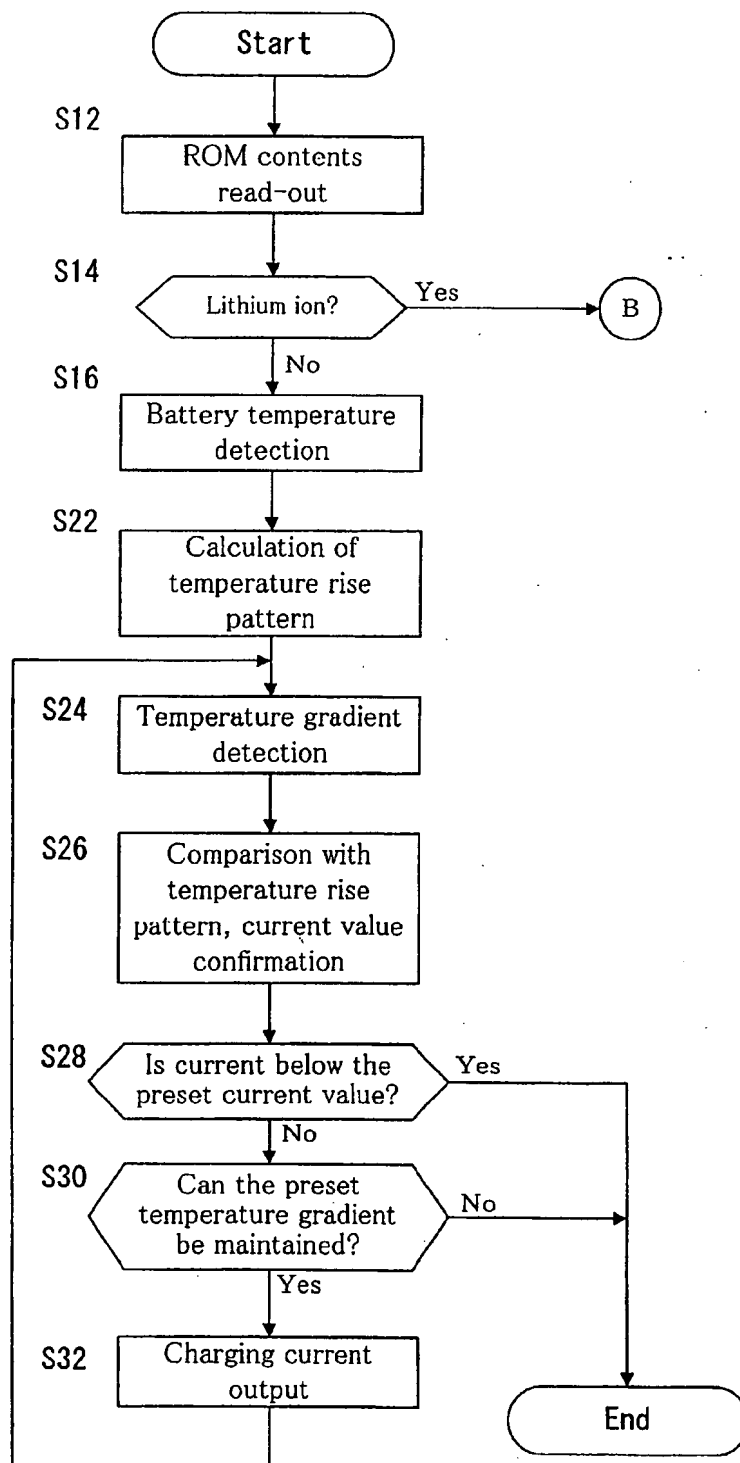 Start
S12
ROM contents
read-out
S14
Lithium ion?
Yes
B
No
S16
Battery temperature
detection
S22
Calculation of
temperature rise
pattern
S24
Temperature gradient
detection
S26
Comparison with
temperature rise
pattern, current value
confirmation
S28
Is current below the
preset current value?
Yes
No
S30
Can the preset
temperature gradient
be maintained?
No
Yes
S32
Charging current
output
End